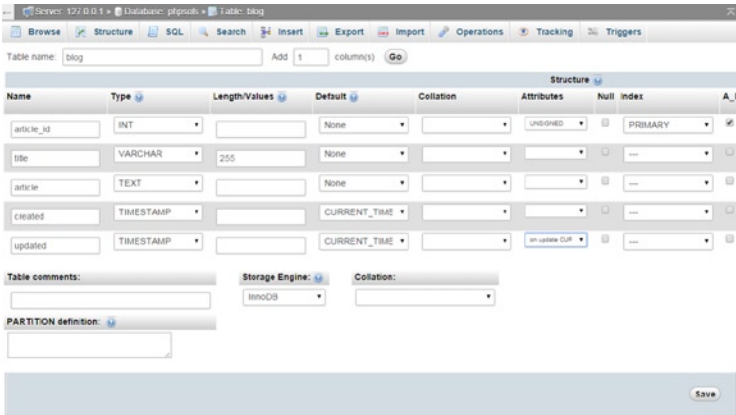 Server: 127.0.0.1 » Database: phpsols » Table: blog
Browse Structure SQL Search Insert Export Import Operations Tracking Triggers
Table name: blog Add 1 column(s) Go
Structure
Name Type Length/Values Default Collation Attributes Null Index A_I
article_id INT None UNSIGNED PRIMARY
title VARCHAR 255 None ---
article TEXT None ---
created TIMESTAMP CURRENT_TIME ---
updated TIMESTAMP CURRENT_TIME on update CUR ---
Table comments: Storage Engine: Collation:
InnoDB
PARTITION definition:
Save